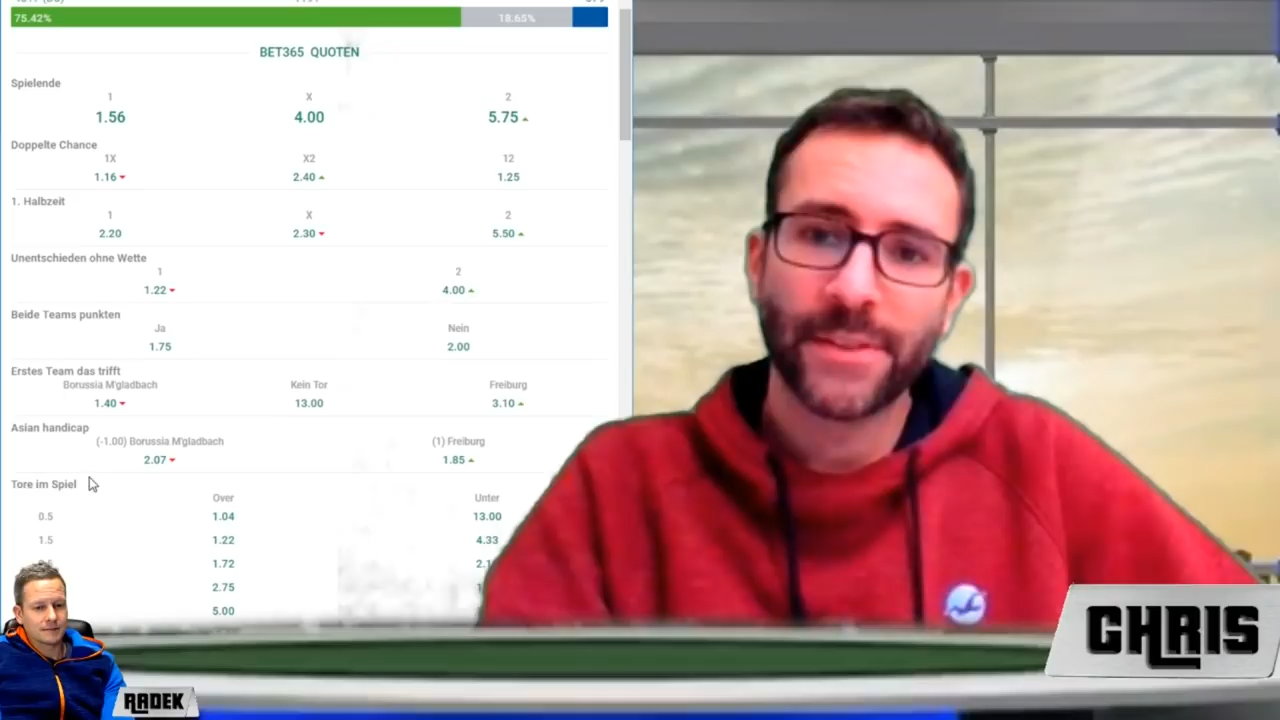 75.42%
18.65%
BET365 QUOTEN
Spielende
1 X 2
1.56 4.00 5.75
Doppelte Chance
1X X2 12
1.16 2.40 1.25
1. Halbzeit
1 X 2
2.20 2.30 5.50
Unentschieden ohne Wette
1 2
1.22 4.00
Beide Teams punkten
Ja Nein
1.75 2.00
Erstes Team das trifft
Borussia M'gladbach Kein Tor Freiburg
1.40 13.00 3.10
Asian handicap
(-1.00) Borussia M'gladbach (1) Freiburg
2.07 1.85
Tore im Spiel
Over Unter
0.5 1.04 13.00
1.5 1.22 4.33
1.72
2.75
5.00
CHRIS
RADEK